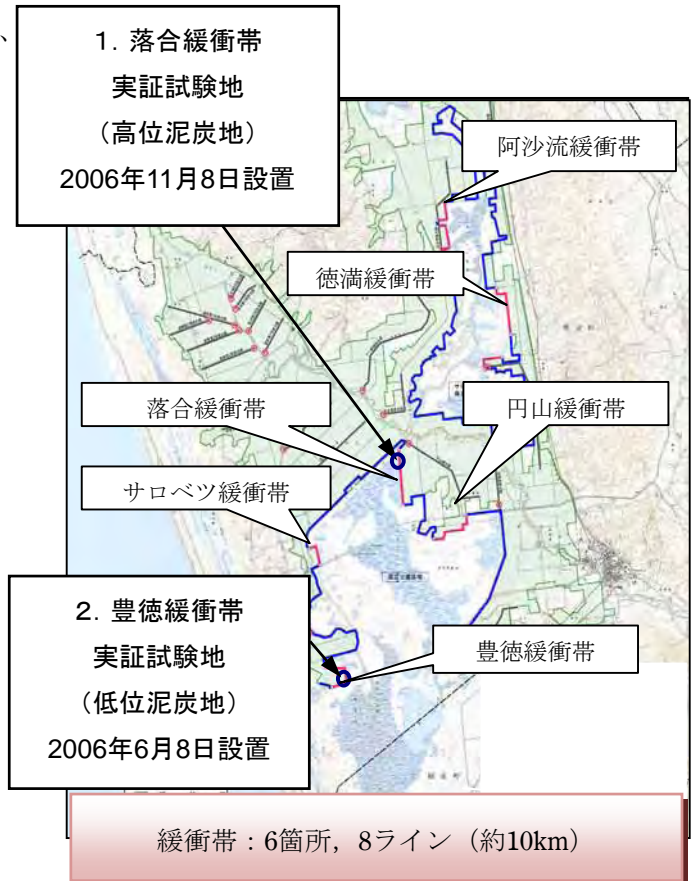 、
1. 落合緩衝帯
実証試験地
（高位泥炭地）
2006年11月8日設置
阿沙流緩衝帯
徳満緩衝帯
落合緩衝帯
円山緩衝帯
サロベツ緩衝帯
2. 豊徳緩衝帯
実証試験地
（低位泥炭地）
2006年6月8日設置
豊徳緩衝帯
緩衝帯：6箇所，8ライン（約10km）